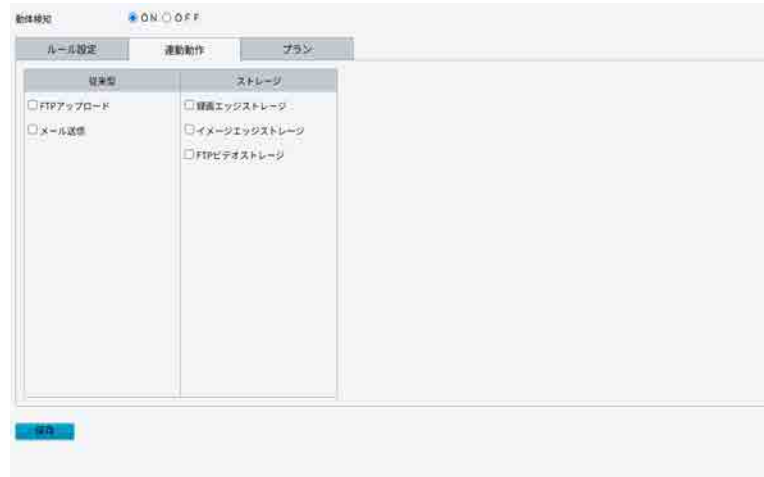 動体検知 ON OFF
ルール設定 連動動作 プラン
従来型 ストレージ
FTPアップロード 録画エッジストレージ
メール送信 イメージエッジストレージ
FTPビデオストレージ
保存